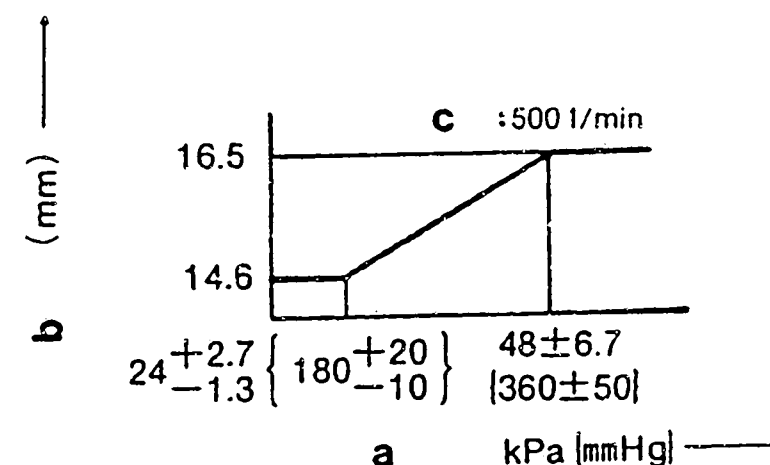 c :500 l/min
16.5
14.6
b (mm)
24 +2.7 −1.3 { 180 +20 −10 }
48±6.7
{360±50}
a kPa {mmHg}